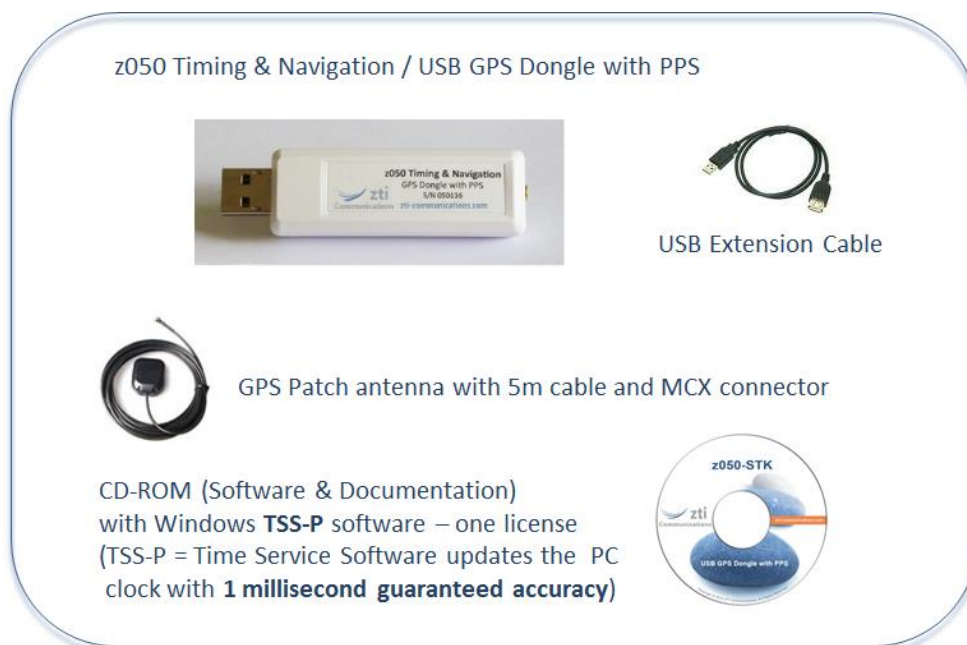 z050 Timing & Navigation / USB GPS Dongle with PPS
z050 Timing & Navigation
GPS Dongle with PPS
S/N 050136
zti
Communications zti-communications.com
USB Extension Cable
GPS Patch antenna with 5m cable and MCX connector
CD-ROM (Software & Documentation)
with Windows TSS-P software – one license
(TSS-P = Time Service Software updates the PC
clock with 1 millisecond guaranteed accuracy)
z050-STK
zti
Communications
USB GPS Dongle with PPS